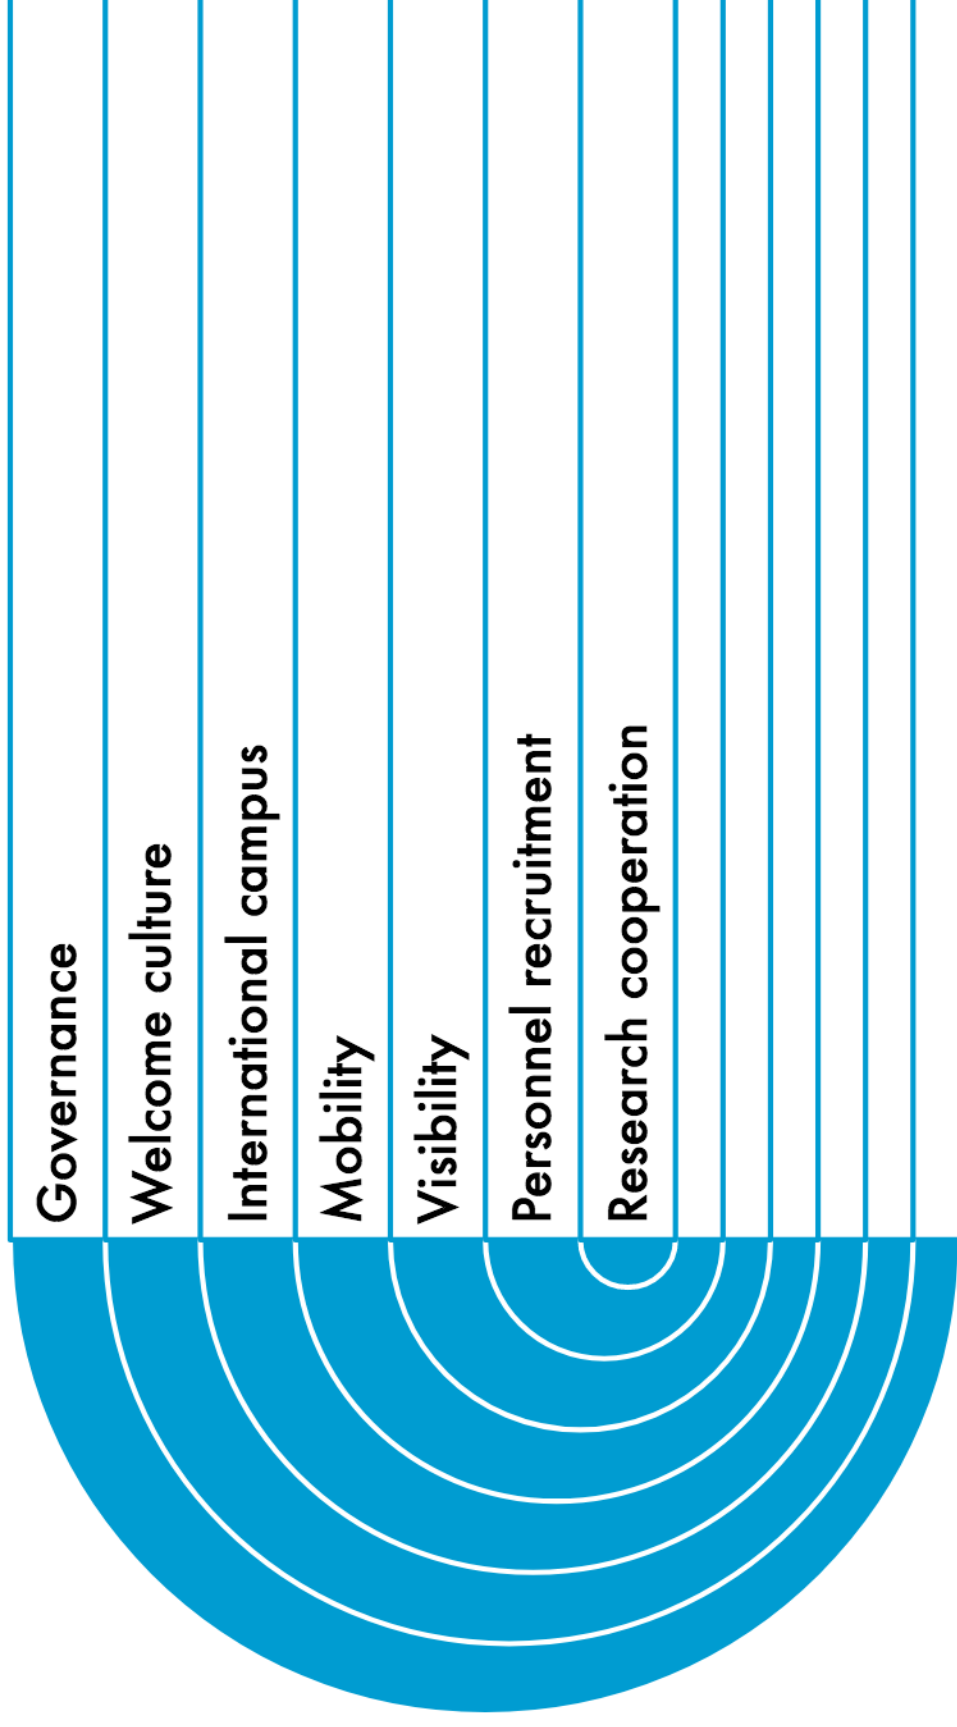 Governance
Welcome culture
International campus
Mobility
Visibility
Personnel recruitment
Research cooperation